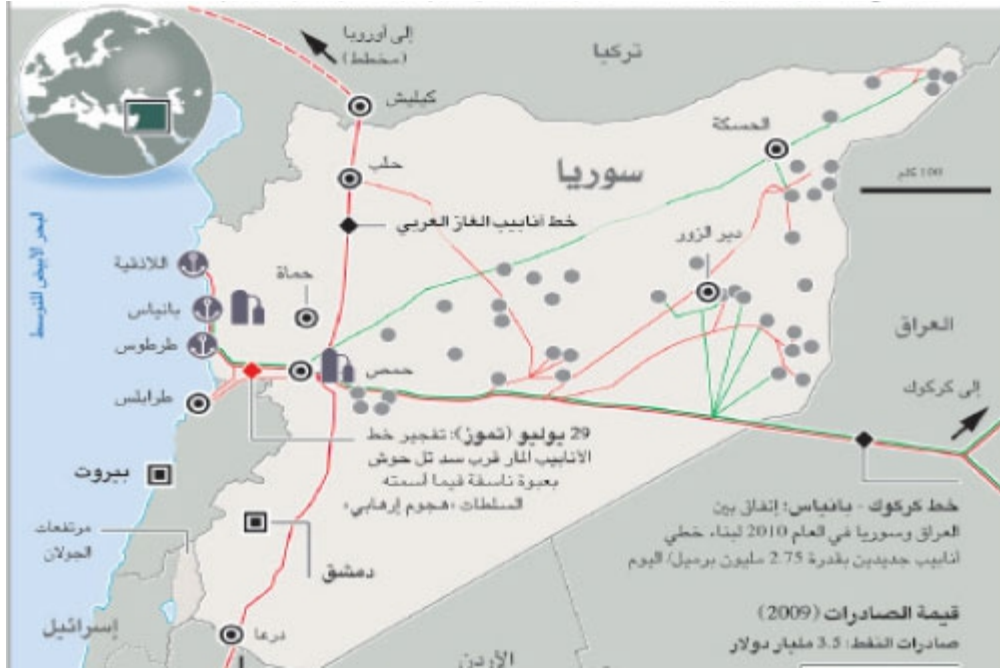 إلى أوروبا
(مخطط)
تركيا
كيليش
الحسكة
حلب
سوريا
100 كلم
خط أنابيب الغاز العربي
دير الزور
البحر الأبيض المتوسط
اللاذقية
حماة
بانياس
العراق
طرطوس
حمص
إلى كركوك
طرابلس
29 يوليو (تموز): تفجير خط
الأنابيب المار قرب سد تل حوش
بعبوة ناسفة فيما أسمته
السلطات «هجوم إرهابي»
بيروت
خط كركوك - بانياس: إتفاق بين
العراق وسوريا في العام 2010 لبناء خطي
أنابيب جديدين بقدرة 2.75 مليون برميل/ اليوم
مرتفعات
الجولان
دمشق
قيمة الصادرات (2009)
صادرات النفط: 3.5 مليار دولار
إسرائيل
درعا
الأردن